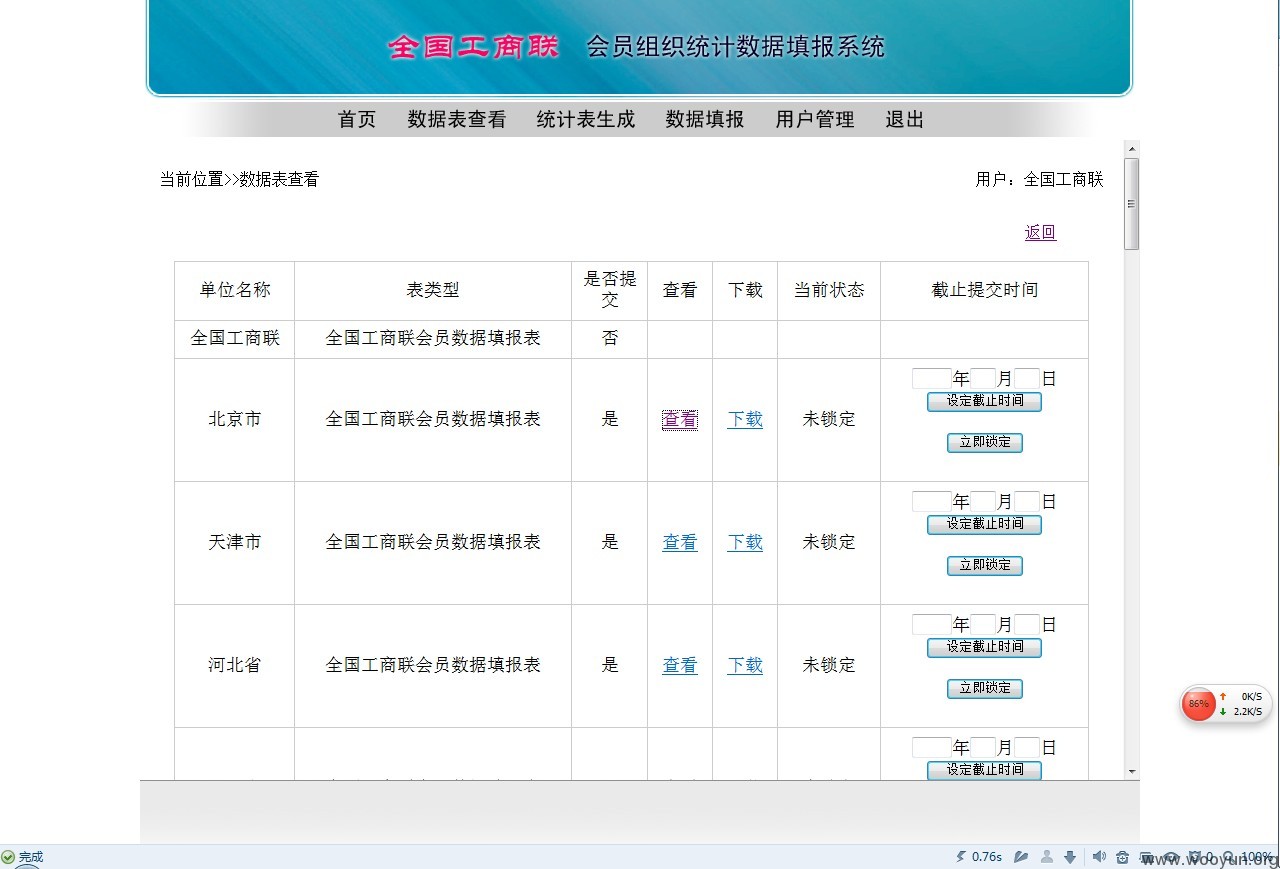 全国工商联 会员组织统计数据填报系统
首页 数据表查看 统计表生成 数据填报 用户管理 退出
当前位置>>数据表查看 用户：全国工商联
返回
单位名称 表类型 是否提交 查看 下载 当前状态 截止提交时间
全国工商联 全国工商联会员数据填报表 否
年 月 日
北京市 全国工商联会员数据填报表 是 查看 下载 未锁定 设定截止时间
立即锁定
年 月 日
天津市 全国工商联会员数据填报表 是 查看 下载 未锁定 设定截止时间
立即锁定
年 月 日
河北省 全国工商联会员数据填报表 是 查看 下载 未锁定 设定截止时间
立即锁定
年 月 日
设定截止时间
86% 0K/S
2.2K/S
完成 0.76s 0 100%
www.wooyun.org